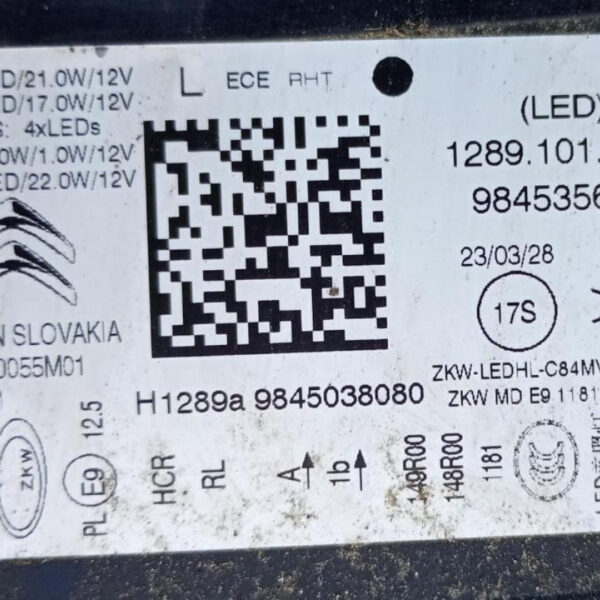 D/21.0W/12V
D/17.0W/12V
: 4xLEDs
0W/1.0W/12V
ED/22.0W/12V
L ECE RHT
(LED)
1289.101.
9845356
23/03/28
17S
N SLOVAKIA
0055M01
ZKW-LEDHL-C84MV
ZKW MD E9 1181
H1289a 9845038080
ZKW
PL E9 12.5
HCR
RL
A
1b
149R00
148R00
1181